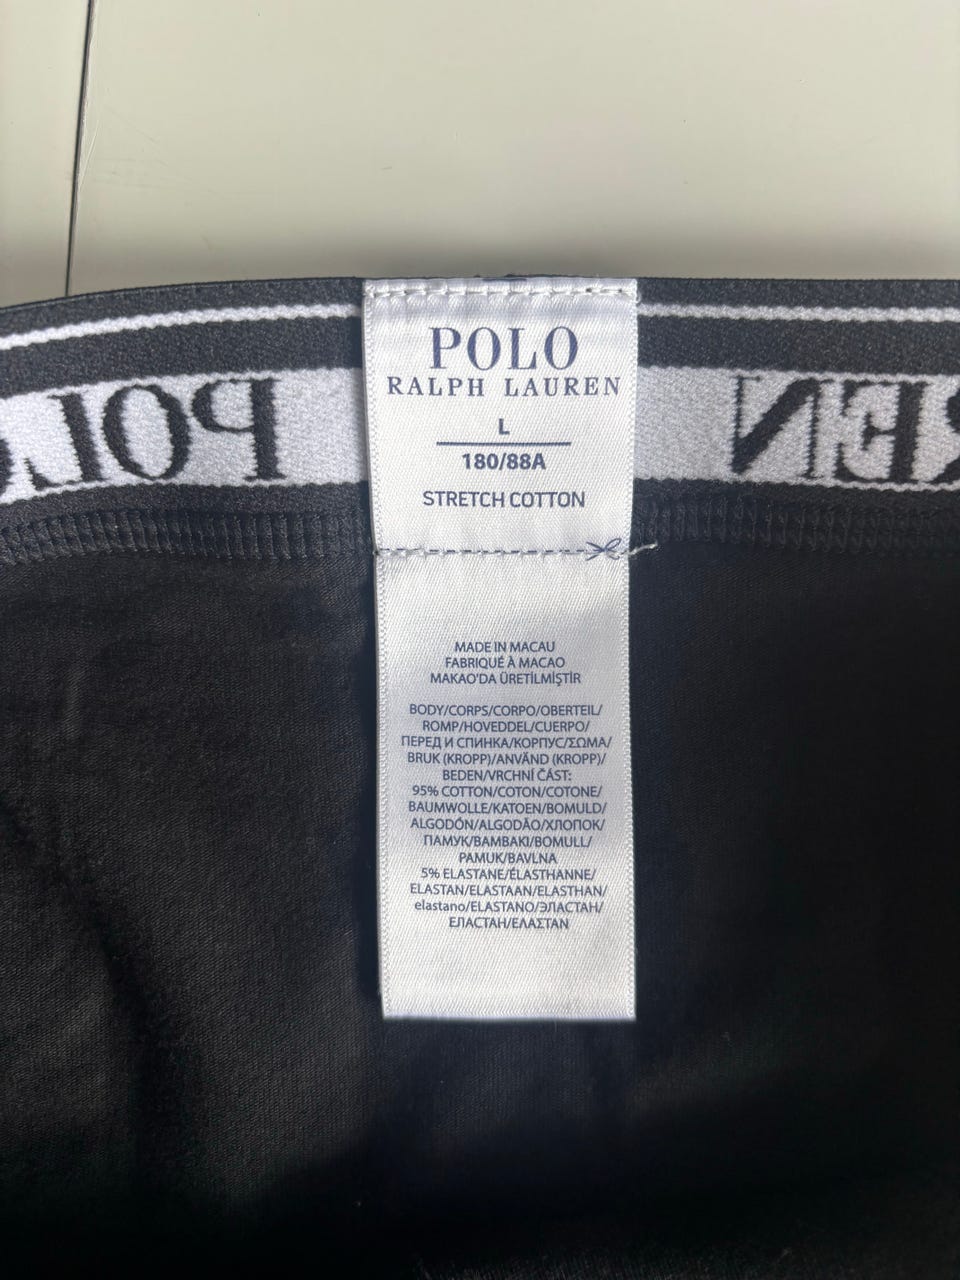 POLO
RALPH LAUREN
L
180/88A
STRETCH COTTON
POLO
REN
MADE IN MACAU
FABRIQUÉ À MACAO
MAKAO'DA ÜRETİLMİŞTİR
BODY/CORPS/CORPO/OBERTEIL/
ROMP/HOVEDDEL/CUERPO/
ПЕРЕД И СПИНКА/КОРПУС/ΣΩΜΑ/
BRUK (KROPP)/ANVÄND (KROPP)/
BEDEN/VRCHNÍ ČÁST:
95% COTTON/COTON/COTONE/
BAUMWOLLE/KATOEN/BOMULD/
ALGODÓN/ALGODÃO/ХЛОПОК/
ПАМУК/ΒΑΜΒΑΚΙ/BOMULL/
PAMUK/BAVLNA
5% ELASTANE/ÉLASTHANNE/
ELASTAN/ELASTAAN/ELASTHAN/
elastano/ELASTANO/ЭЛАСТАН/
ЕЛАСТАН/ΕΛΑΣΤΑΝ